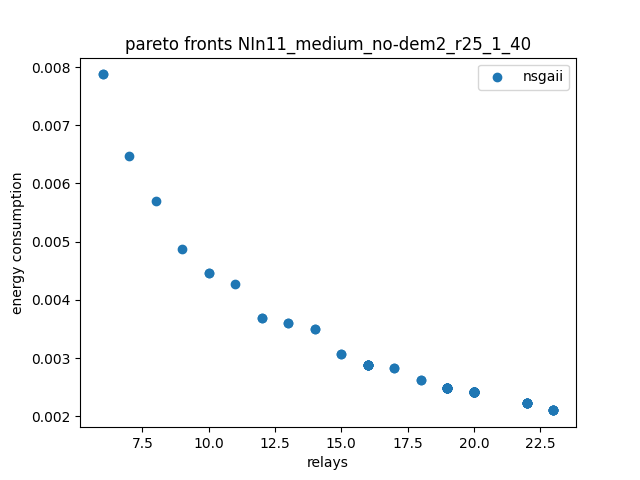 pareto fronts NIn11_medium_no-dem2_r25_1_40
nsgaii
energy consumption
0.008
0.007
0.006
0.005
0.004
0.003
0.002
7.5 10.0 12.5 15.0 17.5 20.0 22.5
relays